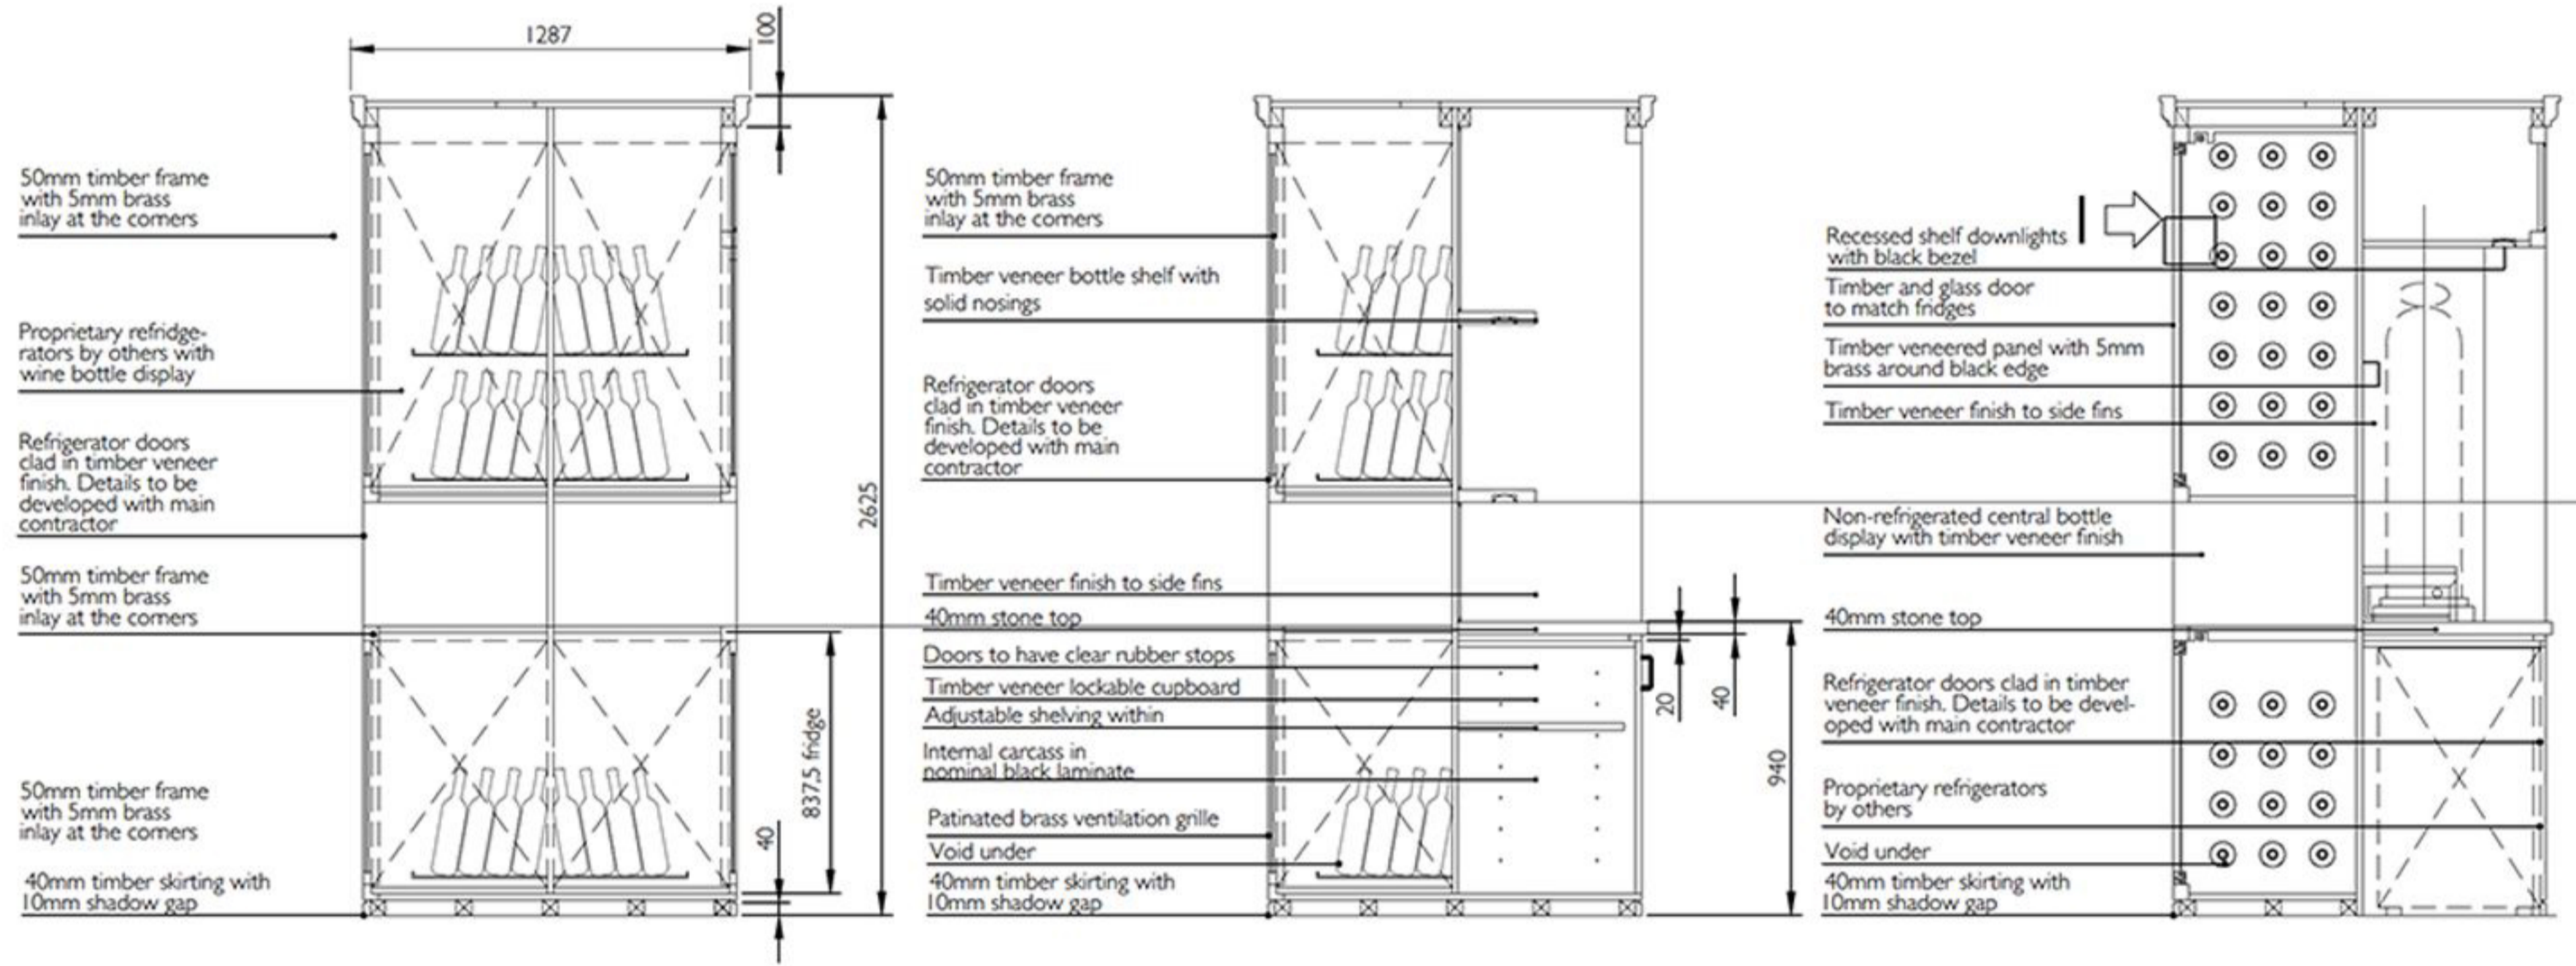 1287
100
50mm timber frame
with 5mm brass
inlay at the corners
Proprietary refridge-
rators by others with
wine bottle display
Refrigerator doors
clad in timber veneer
finish. Details to be
developed with main
contractor
50mm timber frame
with 5mm brass
inlay at the corners
50mm timber frame
with 5mm brass
inlay at the corners
40mm timber skirting with
10mm shadow gap
2625
837,5 fridge
40
50mm timber frame
with 5mm brass
inlay at the corners
Timber veneer bottle shelf with
solid nosings
Refrigerator doors
clad in timber veneer
finish. Details to be
developed with main
contractor
Timber veneer finish to side fins
40mm stone top
Doors to have clear rubber stops
Timber veneer lockable cupboard
Adjustable shelving within
Internal carcass in
nominal black laminate
Patinated brass ventilation grille
Void under
40mm timber skirting with
10mm shadow gap
20
40
940
I
Recessed shelf downlights
with black bezel
Timber and glass door
to match fridges
Timber veneered panel with 5mm
brass around black edge
Timber veneer finish to side fins
Non-refrigerated central bottle
display with timber veneer finish
40mm stone top
Refrigerator doors clad in timber
veneer finish. Details to be devel-
oped with main contractor
Proprietary refrigerators
by others
Void under
40mm timber skirting with
10mm shadow gap